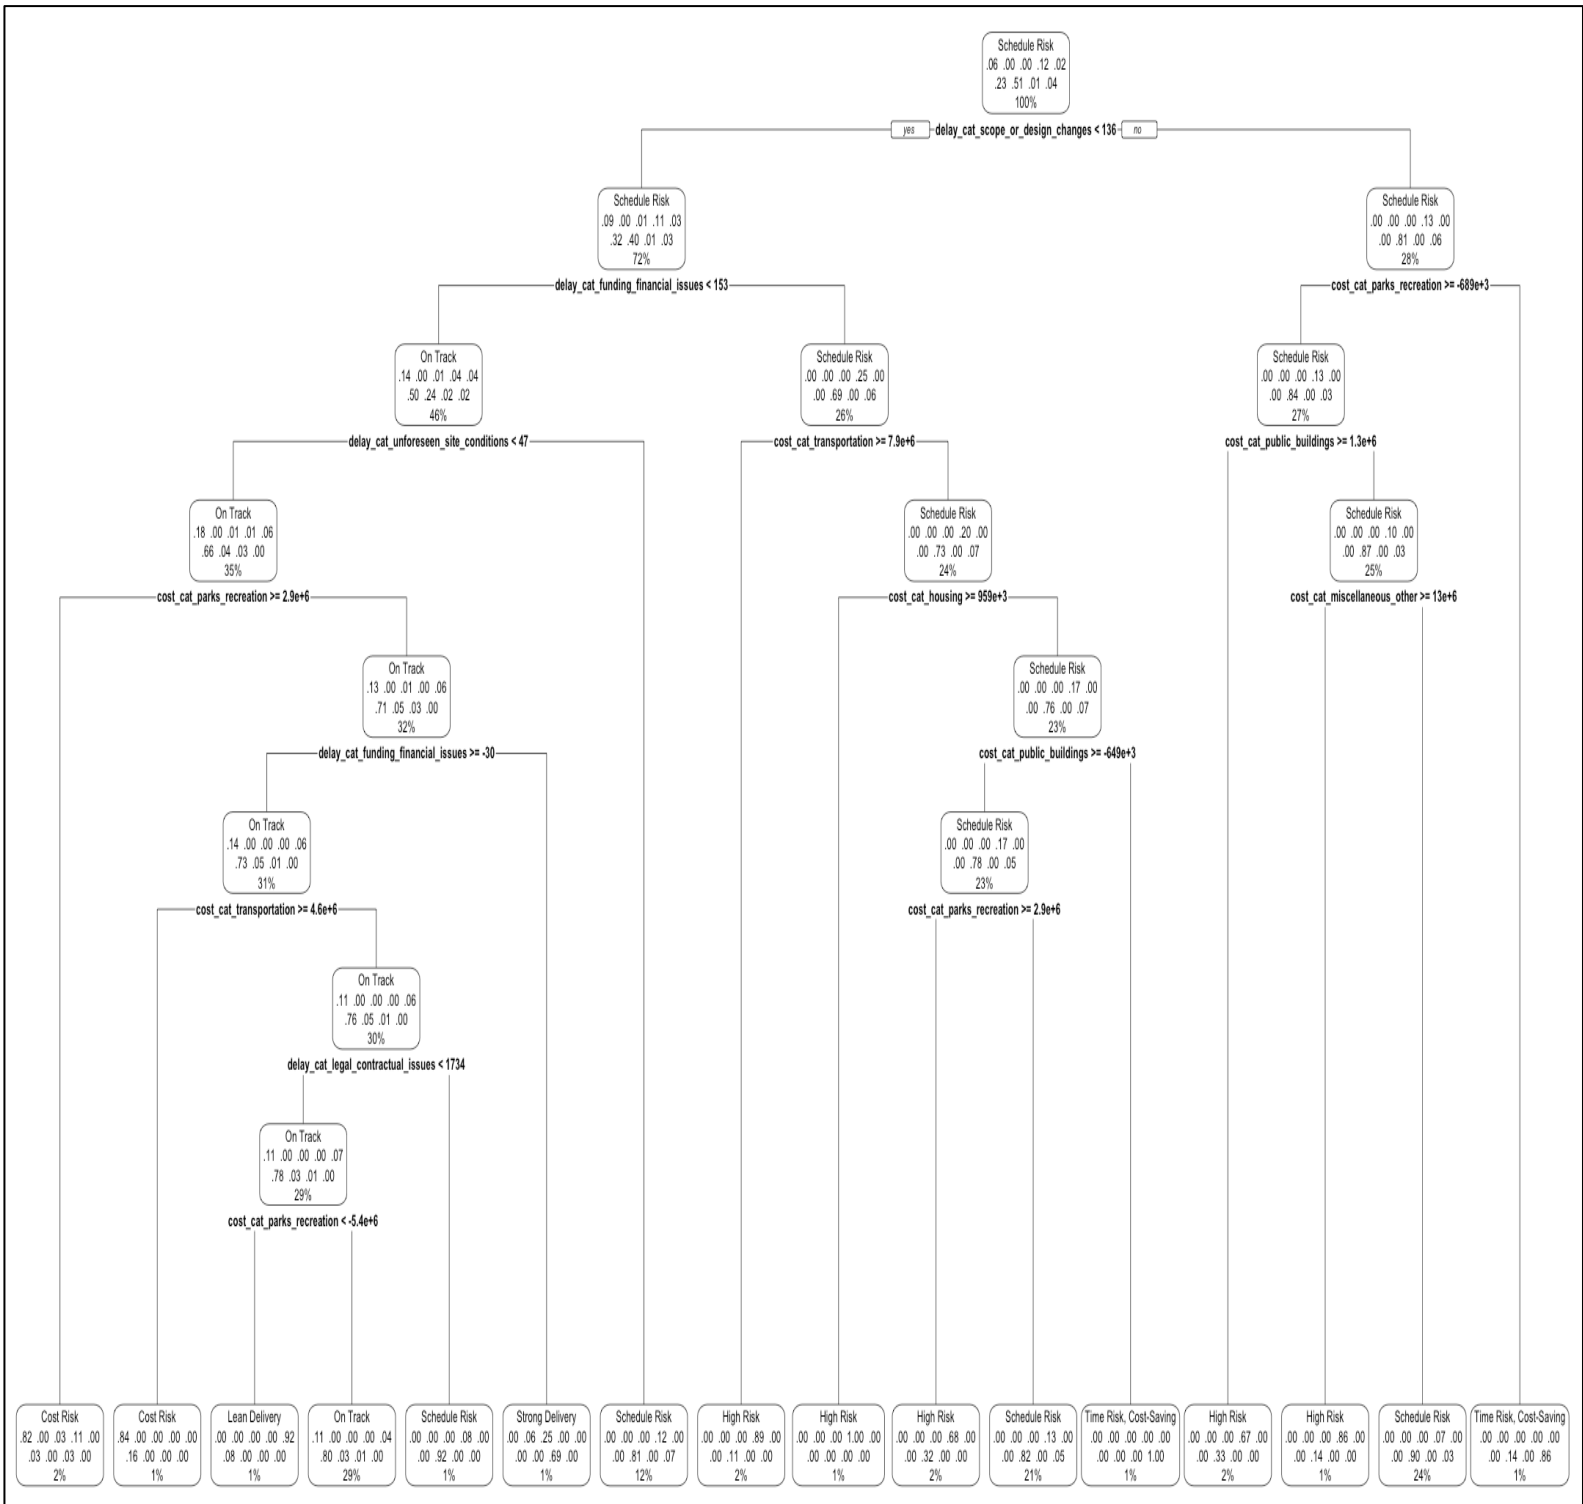 Schedule Risk
.06 .00 .00 .12 .02
.23 .51 .01 .04
100%
yes delay_cat_scope_or_design_changes < 136 no
Schedule Risk
.09 .00 .01 .11 .03
.32 .40 .01 .03
72%
Schedule Risk
.00 .00 .00 .13 .00
.00 .81 .00 .06
28%
delay_cat_funding_financial_issues < 153
cost_cat_parks_recreation >= -689e+3
On Track
.14 .00 .01 .04 .04
.50 .24 .02 .02
46%
Schedule Risk
.00 .00 .00 .25 .00
.00 .69 .00 .06
26%
Schedule Risk
.00 .00 .00 .13 .00
.00 .84 .00 .03
27%
delay_cat_unforeseen_site_conditions < 47
cost_cat_transportation >= 7.9e+6
cost_cat_public_buildings >= 1.3e+6
On Track
.18 .00 .01 .01 .06
.66 .04 .03 .00
35%
Schedule Risk
.00 .00 .00 .20 .00
.00 .73 .00 .07
24%
Schedule Risk
.00 .00 .00 .10 .00
.00 .87 .00 .03
25%
cost_cat_parks_recreation >= 2.9e+6
cost_cat_housing >= 959e+3
cost_cat_miscellaneous_other >= 13e+6
On Track
.13 .00 .01 .00 .06
.71 .05 .03 .00
32%
Schedule Risk
.00 .00 .00 .17 .00
.00 .76 .00 .07
23%
delay_cat_funding_financial_issues >= -30
cost_cat_public_buildings >= -649e+3
On Track
.14 .00 .00 .00 .06
.73 .05 .01 .00
31%
Schedule Risk
.00 .00 .00 .17 .00
.00 .78 .00 .05
23%
cost_cat_transportation >= 4.6e+6
cost_cat_parks_recreation >= 2.9e+6
On Track
.11 .00 .00 .00 .06
.76 .05 .01 .00
30%
delay_cat_legal_contractual_issues < 1734
On Track
.11 .00 .00 .00 .07
.78 .03 .01 .00
29%
cost_cat_parks_recreation < -5.4e+6
Cost Risk
.82 .00 .03 .11 .00
.03 .00 .03 .00
2%
Cost Risk
.84 .00 .00 .00 .00
.16 .00 .00 .00
1%
Lean Delivery
.00 .00 .00 .00 .92
.08 .00 .00 .00
1%
On Track
.11 .00 .00 .00 .04
.80 .03 .01 .00
29%
Schedule Risk
.00 .00 .00 .08 .00
.00 .92 .00 .00
1%
Strong Delivery
.00 .06 .25 .00 .00
.00 .00 .69 .00
1%
Schedule Risk
.00 .00 .00 .12 .00
.00 .81 .00 .07
12%
High Risk
.00 .00 .00 .89 .00
.00 .11 .00 .00
2%
High Risk
.00 .00 .00 1.00 .00
.00 .00 .00 .00
1%
High Risk
.00 .00 .00 .68 .00
.00 .32 .00 .00
2%
Schedule Risk
.00 .00 .00 .13 .00
.00 .82 .00 .05
21%
Time Risk, Cost-Saving
.00 .00 .00 .00 .00
.00 .00 .00 1.00
1%
High Risk
.00 .00 .00 .67 .00
.00 .33 .00 .00
2%
High Risk
.00 .00 .00 .86 .00
.00 .14 .00 .00
1%
Schedule Risk
.00 .00 .00 .07 .00
.00 .90 .00 .03
24%
Time Risk, Cost-Saving
.00 .00 .00 .00 .00
.00 .14 .00 .86
1%